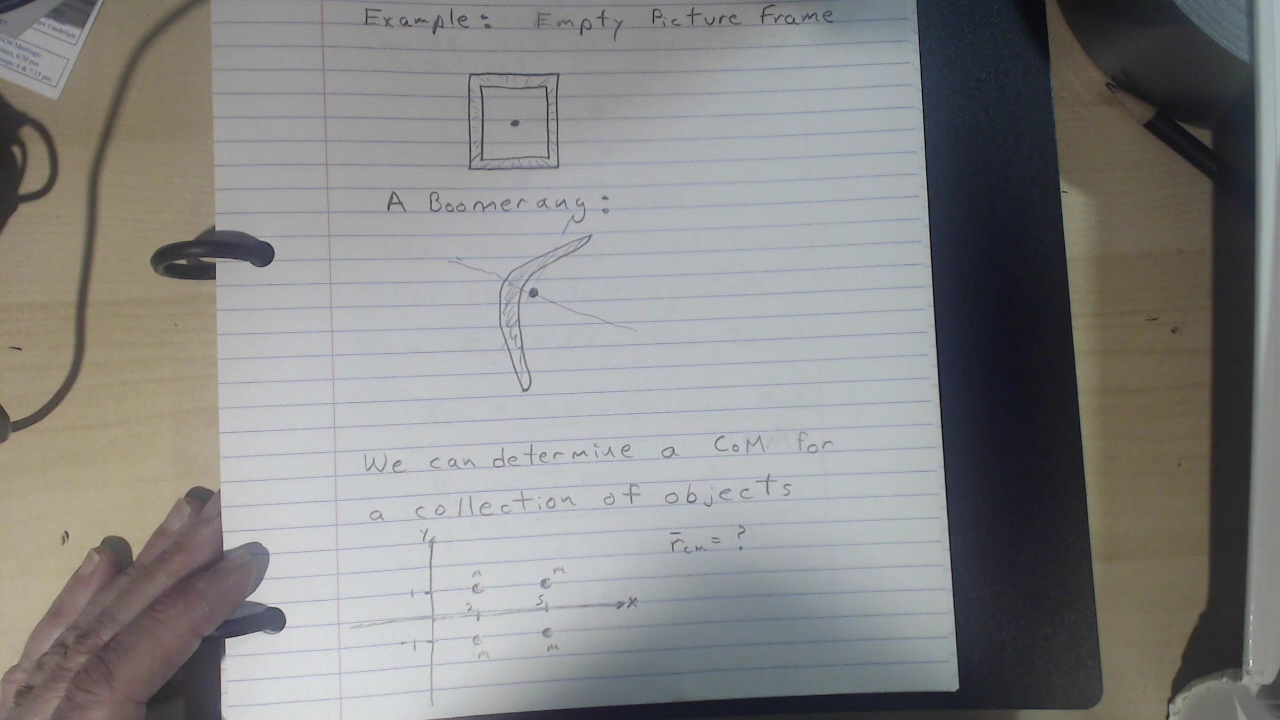 Example: Empty Picture Frame
A Boomerang:
We can determine a CoM for
a collection of objects
r̄cm = ?
y
m m
1
2 5 x
-1
m m